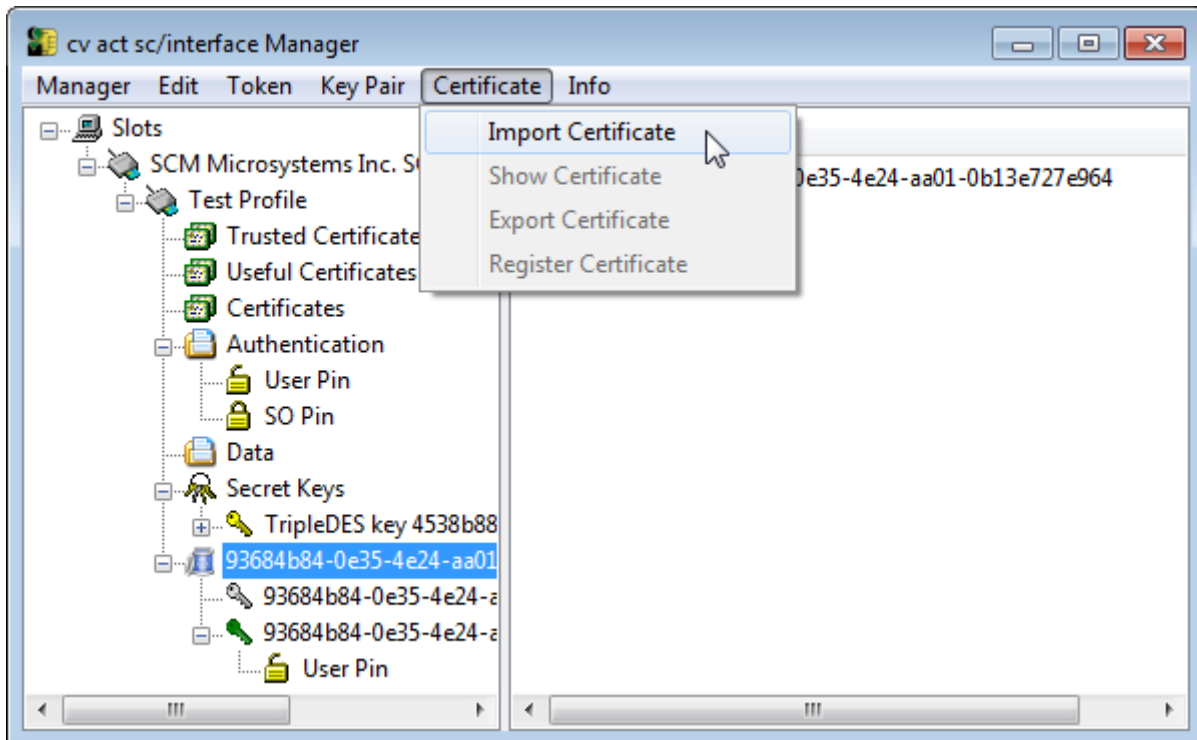 cv act sc/interface Manager
Manager Edit Token Key Pair Certificate Info
Import Certificate
Show Certificate
Export Certificate
Register Certificate
Slots
SCM Microsystems Inc.
Test Profile
Trusted Certificate
Useful Certificates
Certificates
Authentication
User Pin
SO Pin
Data
Secret Keys
TripleDES key 4538b88
93684b84-0e35-4e24-aa01
93684b84-0e35-4e24-a
93684b84-0e35-4e24-a
User Pin
e35-4e24-aa01-0b13e727e964